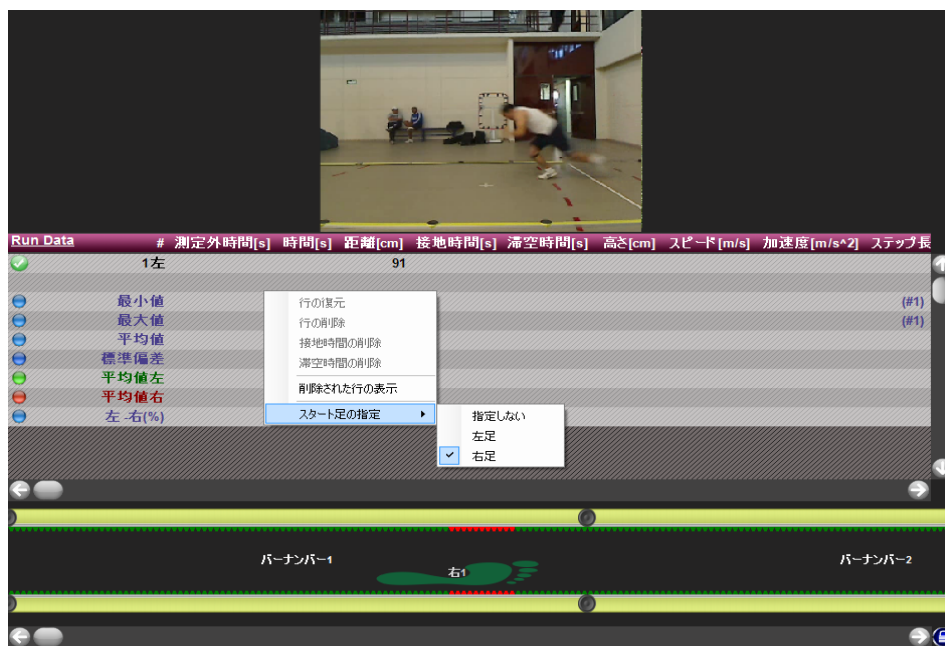 Run Data # 測定外時間[s] 時間[s] 距離[cm] 接地時間[s] 滞空時間[s] 高さ[cm] スピード[m/s] 加速度[m/s^2] ステップ長
1左 91
最小値 (#1)
最大値 (#1)
平均値
標準偏差
平均値左
平均値右
左 -右(%)
行の復元
行の削除
接地時間の削除
滞空時間の削除
削除された行の表示
スタート足の指定
指定しない
左足
右足
バーナンバー1 バーナンバー2
右1